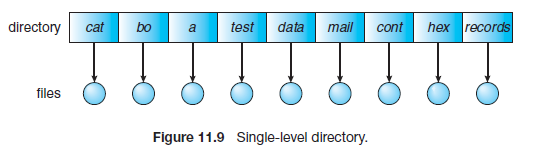 directory cat bo a test data mail cont hex records
files
Figure 11.9 Single-level directory.